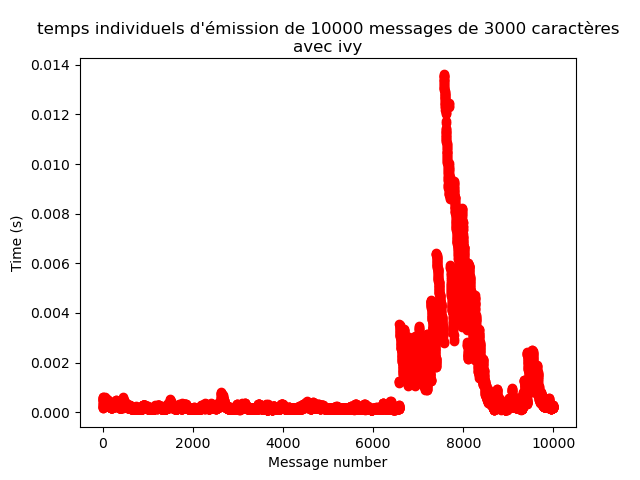 temps individuels d'émission de 10000 messages de 3000 caractères
avec ivy
0.014
0.012
0.010
0.008
0.006
0.004
0.002
0.000
Time (s)
0 2000 4000 6000 8000 10000
Message number